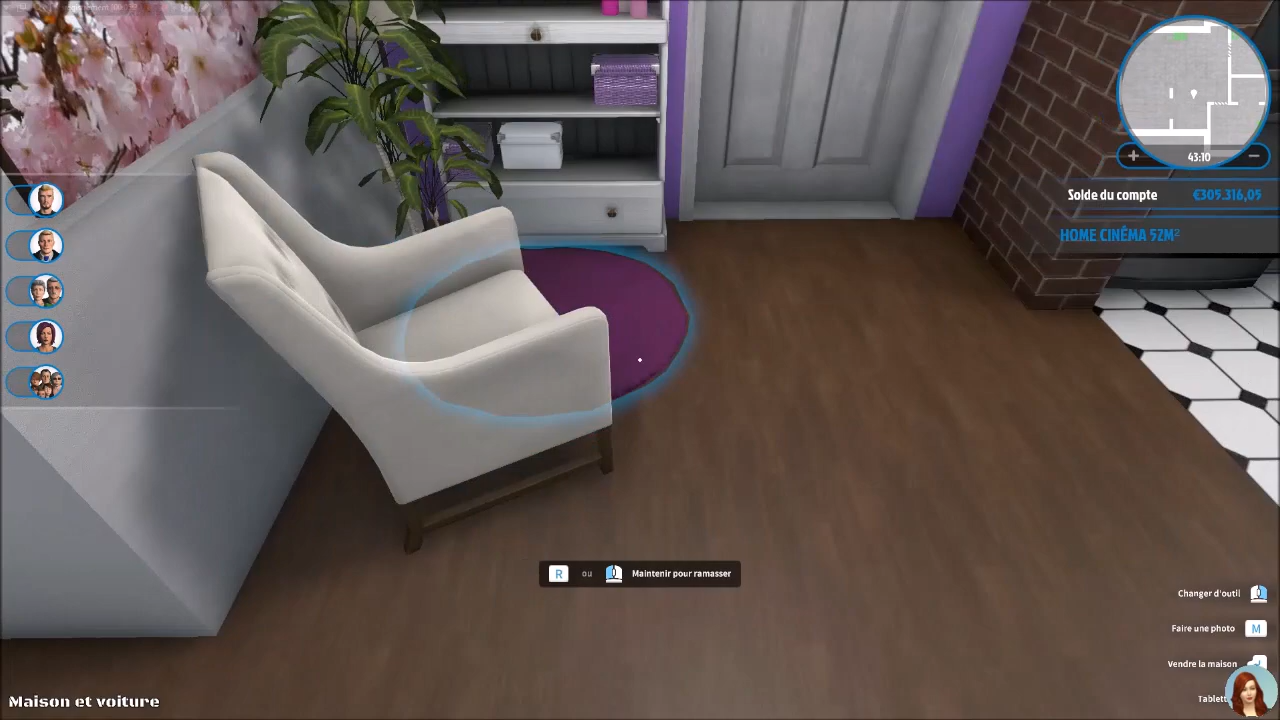 43:10
Solde du compte €305.316,05
HOME CINÉMA 52M²
R ou Maintenir pour ramasser
Changer d'outil
Faire une photo M
Vendre la maison
Maison et voiture